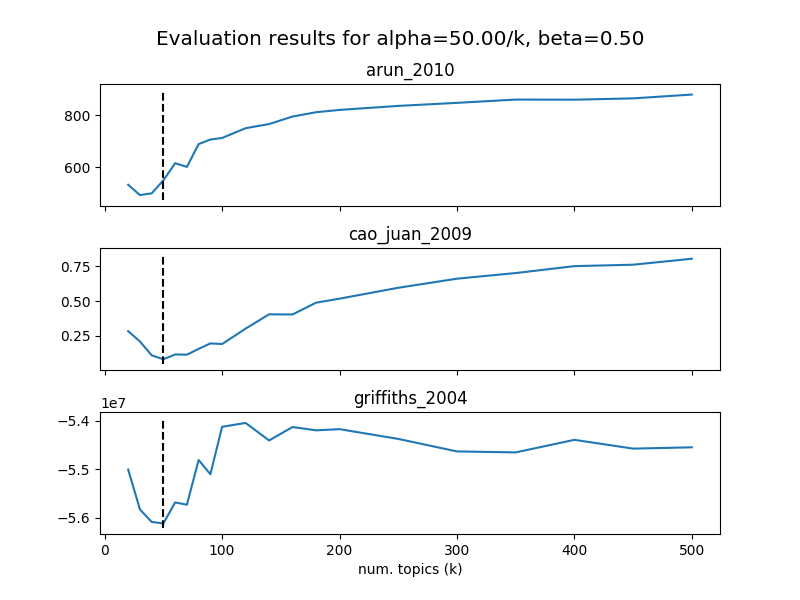 Evaluation results for alpha=50.00/k, beta=0.50
arun_2010
800
600
cao_juan_2009
0.75
0.50
0.25
1e7
griffiths_2004
−5.4
−5.5
−5.6
0 100 200 300 400 500
num. topics (k)